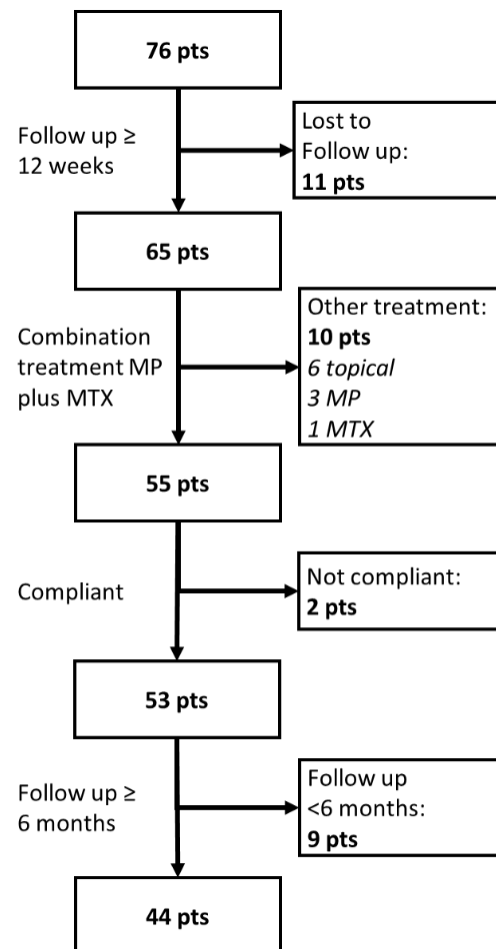 76 pts
Follow up ≥
12 weeks
Lost to
Follow up:
11 pts
65 pts
Combination
treatment MP
plus MTX
Other treatment:
10 pts
6 topical
3 MP
1 MTX
55 pts
Compliant
Not compliant:
2 pts
53 pts
Follow up ≥
6 months
Follow up
<6 months:
9 pts
44 pts